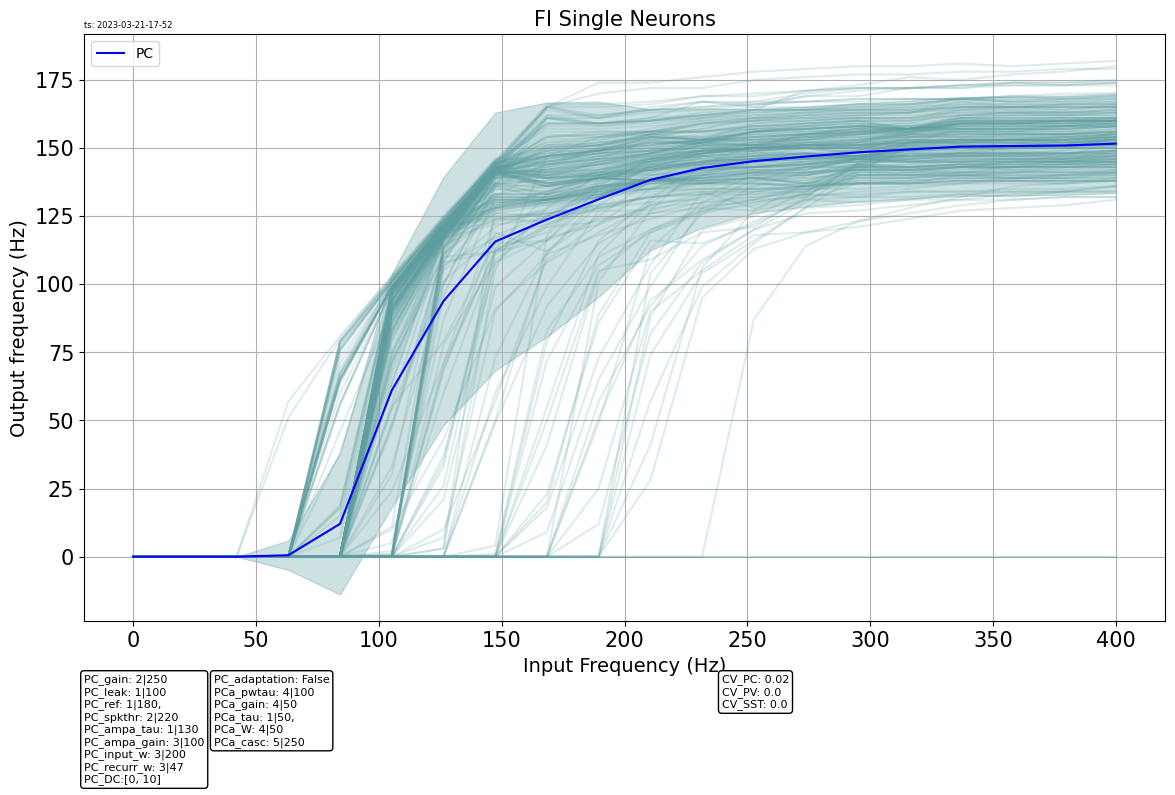 FI Single Neurons
ts: 2023-03-21-17-52
PC
175
150
125
100
75
50
25
0
Output frequency (Hz)
0 50 100 150 200 250 300 350 400
Input Frequency (Hz)
PC_gain: 2|250
PC_leak: 1|100
PC_ref: 1|180,
PC_spkthr: 2|220
PC_ampa_tau: 1|130
PC_ampa_gain: 3|100
PC_input_w: 3|200
PC_recurr_w: 3|47
PC_DC:[0, 10]
PC_adaptation: False
PCa_pwtau: 4|100
PCa_gain: 4|50
PCa_tau: 1|50,
PCa_W: 4|50
PCa_casc: 5|250
CV_PC: 0.02
CV_PV: 0.0
CV_SST: 0.0